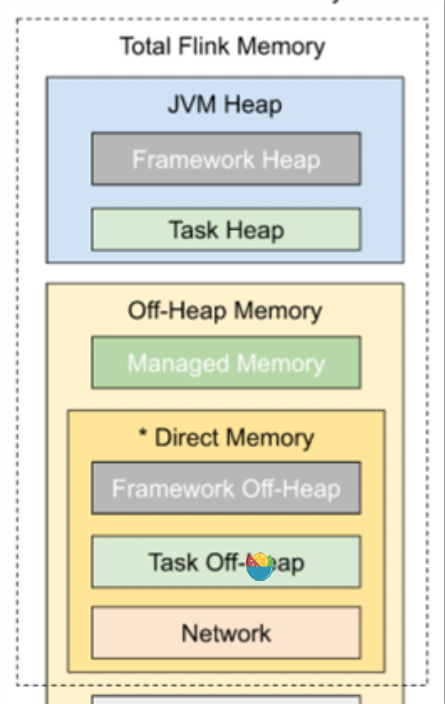 Total Flink Memory
JVM Heap
Framework Heap
Task Heap
Off-Heap Memory
Managed Memory
* Direct Memory
Framework Off-Heap
Task Off-Heap
Network